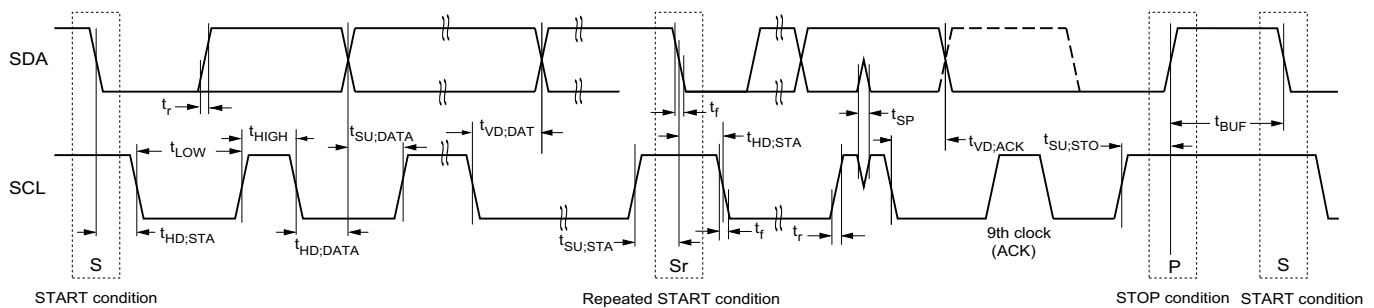 SDA
t_r
t_f
t_SP
t_BUF
t_HIGH
t_SU;DATA
t_VD;DAT
t_LOW
t_HD;STA
t_VD;ACK
t_SU;STO
SCL
t_HD;STA
t_HD;DATA
t_SU;STA
t_f
t_r
9th clock
(ACK)
S
Sr
P
S
START condition
Repeated START condition
STOP condition
START condition